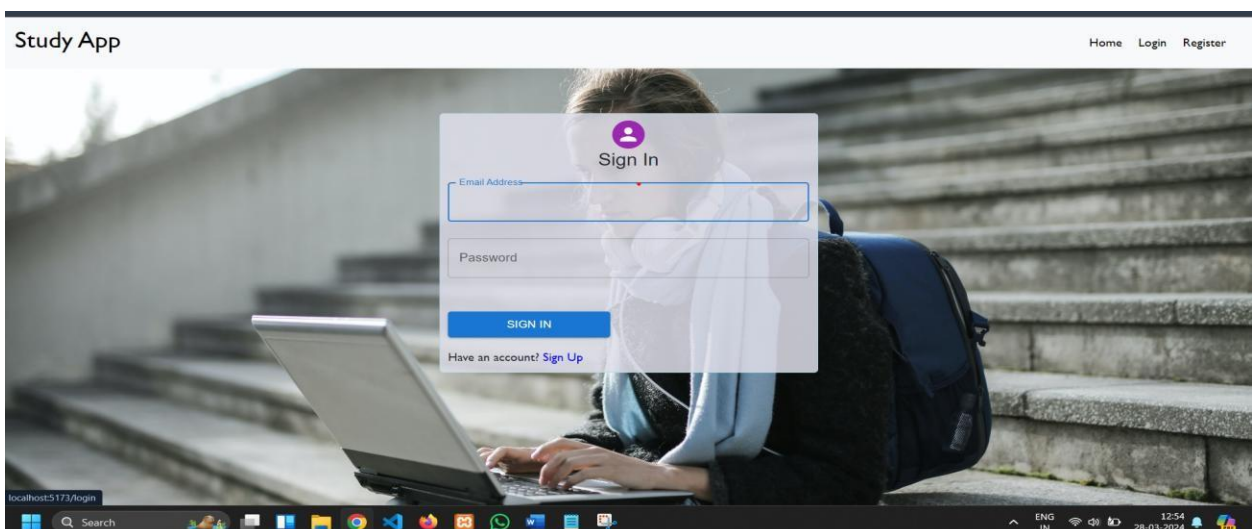 Study App
Home Login Register
Sign In
Email Address
Password
SIGN IN
Have an account? Sign Up
localhost:5173/login
Search
ENG
IN
12:54
28-03-2024